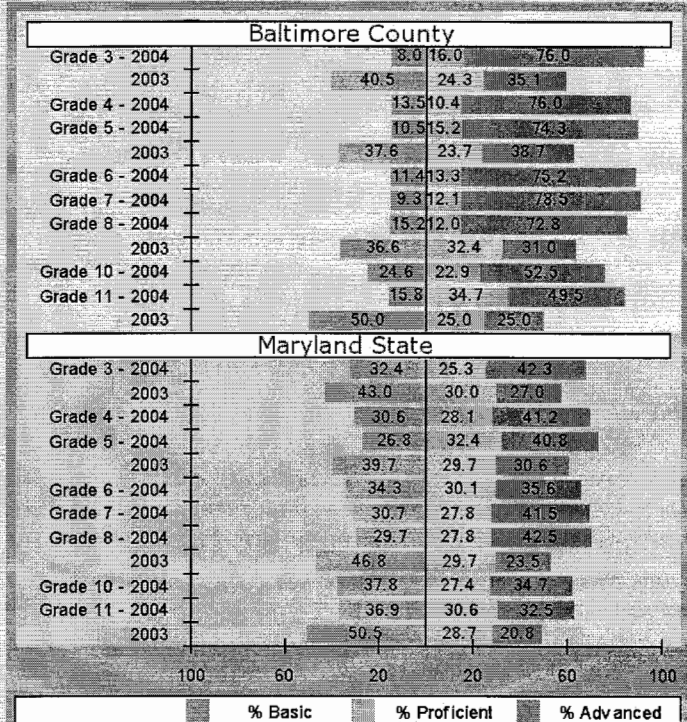 Baltimore County
Grade 3 - 2004 8.0 16.0 76.0
2003 40.5 24.3 35.1
Grade 4 - 2004 13.5 10.4 76.0
Grade 5 - 2004 10.5 15.2 74.3
2003 37.6 23.7 38.7
Grade 6 - 2004 11.4 13.3 75.2
Grade 7 - 2004 9.3 12.1 78.5
Grade 8 - 2004 15.2 12.0 72.8
2003 36.6 32.4 31.0
Grade 10 - 2004 24.6 22.9 52.5
Grade 11 - 2004 15.8 34.7 49.5
2003 50.0 25.0 25.0
Maryland State
Grade 3 - 2004 32.4 25.3 42.3
2003 43.0 30.0 27.0
Grade 4 - 2004 30.6 28.1 41.2
Grade 5 - 2004 26.8 32.4 40.8
2003 39.7 29.7 30.6
Grade 6 - 2004 34.3 30.1 35.6
Grade 7 - 2004 30.7 27.8 41.5
Grade 8 - 2004 29.7 27.8 42.5
2003 46.8 29.7 23.5
Grade 10 - 2004 37.8 27.4 34.7
Grade 11 - 2004 36.9 30.6 32.5
2003 50.5 28.7 20.8
100 60 20 20 60 100
% Basic % Proficient % Advanced